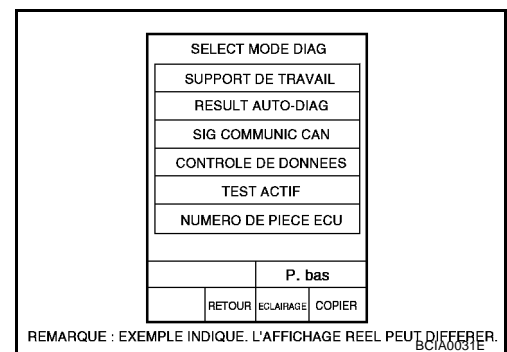 SELECT MODE DIAG
SUPPORT DE TRAVAIL
RESULT AUTO-DIAG
SIG COMMUNIC CAN
CONTROLE DE DONNEES
TEST ACTIF
NUMERO DE PIECE ECU
P. bas
RETOUR ECLAIRAGE COPIER
REMARQUE : EXEMPLE INDIQUE. L'AFFICHAGE REEL PEUT DIFFERER.
BCIA0031E